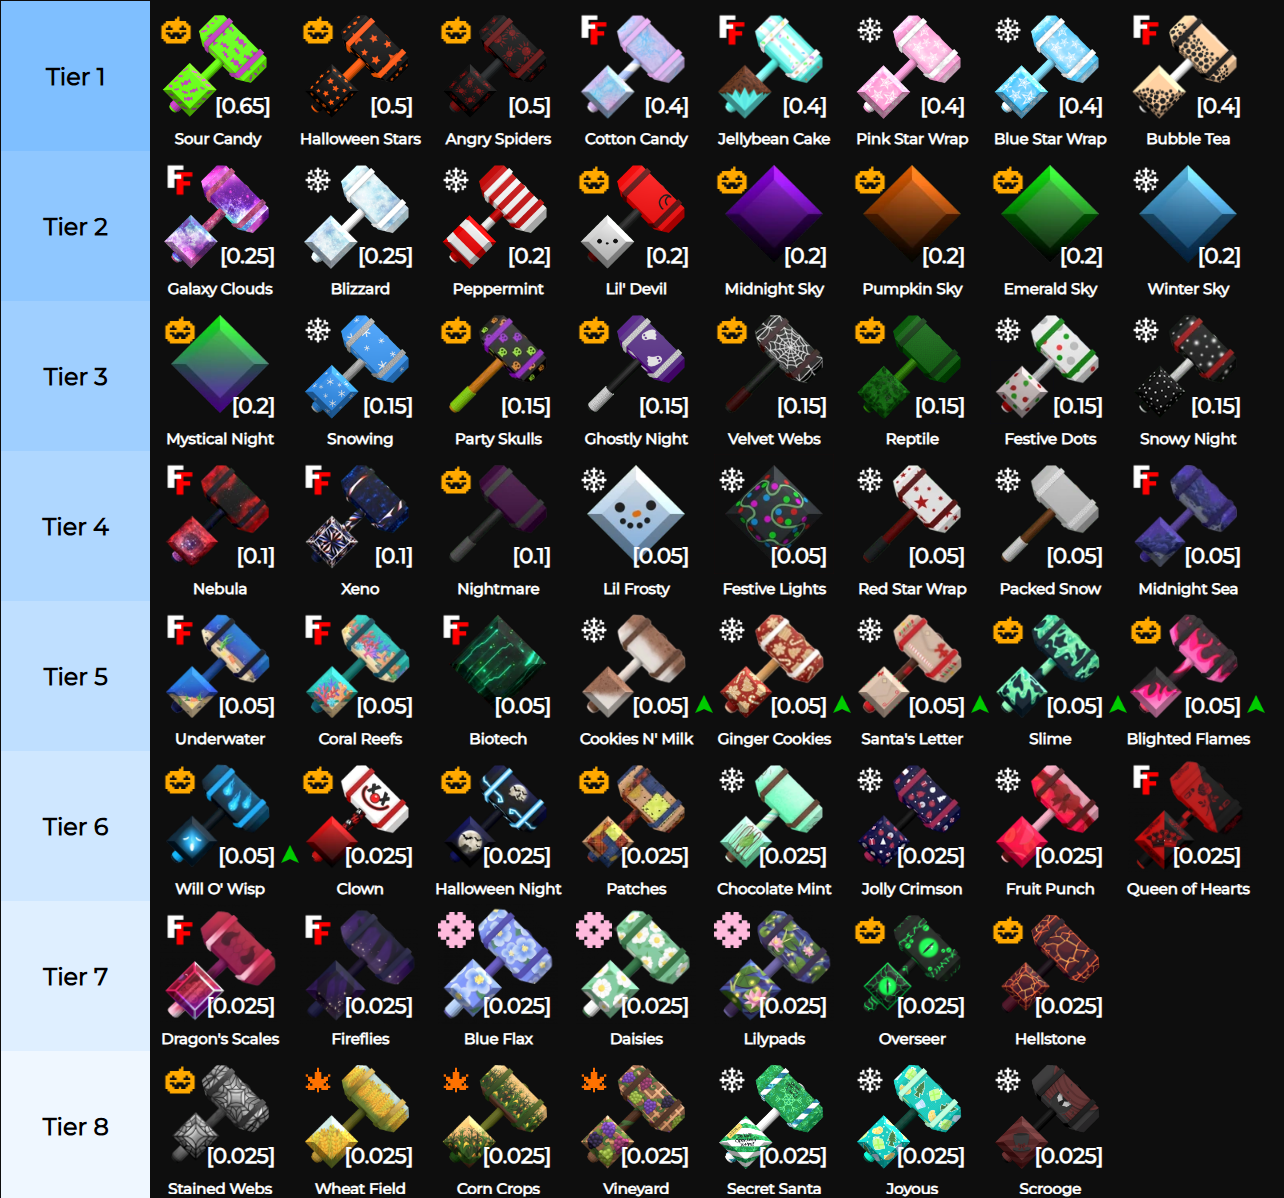 Tier 1
FF FF FF
[0.65] [0.5] [0.5] [0.4] [0.4] [0.4] [0.4] [0.4]
Sour Candy Halloween Stars Angry Spiders Cotton Candy Jellybean Cake Pink Star Wrap Blue Star Wrap Bubble Tea
Tier 2
FF
[0.25] [0.25] [0.2] [0.2] [0.2] [0.2] [0.2] [0.2]
Galaxy Clouds Blizzard Peppermint Lil' Devil Midnight Sky Pumpkin Sky Emerald Sky Winter Sky
Tier 3
[0.2] [0.15] [0.15] [0.15] [0.15] [0.15] [0.15] [0.15]
Mystical Night Snowing Party Skulls Ghostly Night Velvet Webs Reptile Festive Dots Snowy Night
Tier 4
FF FF FF
[0.1] [0.1] [0.1] [0.05] [0.05] [0.05] [0.05] [0.05]
Nebula Xeno Nightmare Lil Frosty Festive Lights Red Star Wrap Packed Snow Midnight Sea
Tier 5
FF FF FF
[0.05] [0.05] [0.05] [0.05] [0.05] [0.05] [0.05] [0.05]
Underwater Coral Reefs Biotech Cookies N' Milk Ginger Cookies Santa's Letter Slime Blighted Flames
Tier 6
FF
[0.05] [0.025] [0.025] [0.025] [0.025] [0.025] [0.025] [0.025]
Will O' Wisp Clown Halloween Night Patches Chocolate Mint Jolly Crimson Fruit Punch Queen of Hearts
Tier 7
FF FF
[0.025] [0.025] [0.025] [0.025] [0.025] [0.025] [0.025]
Dragon's Scales Fireflies Blue Flax Daisies Lilypads Overseer Hellstone
Tier 8
[0.025] [0.025] [0.025] [0.025] [0.025] [0.025] [0.025]
Stained Webs Wheat Field Corn Crops Vineyard Secret Santa Joyous Scrooge